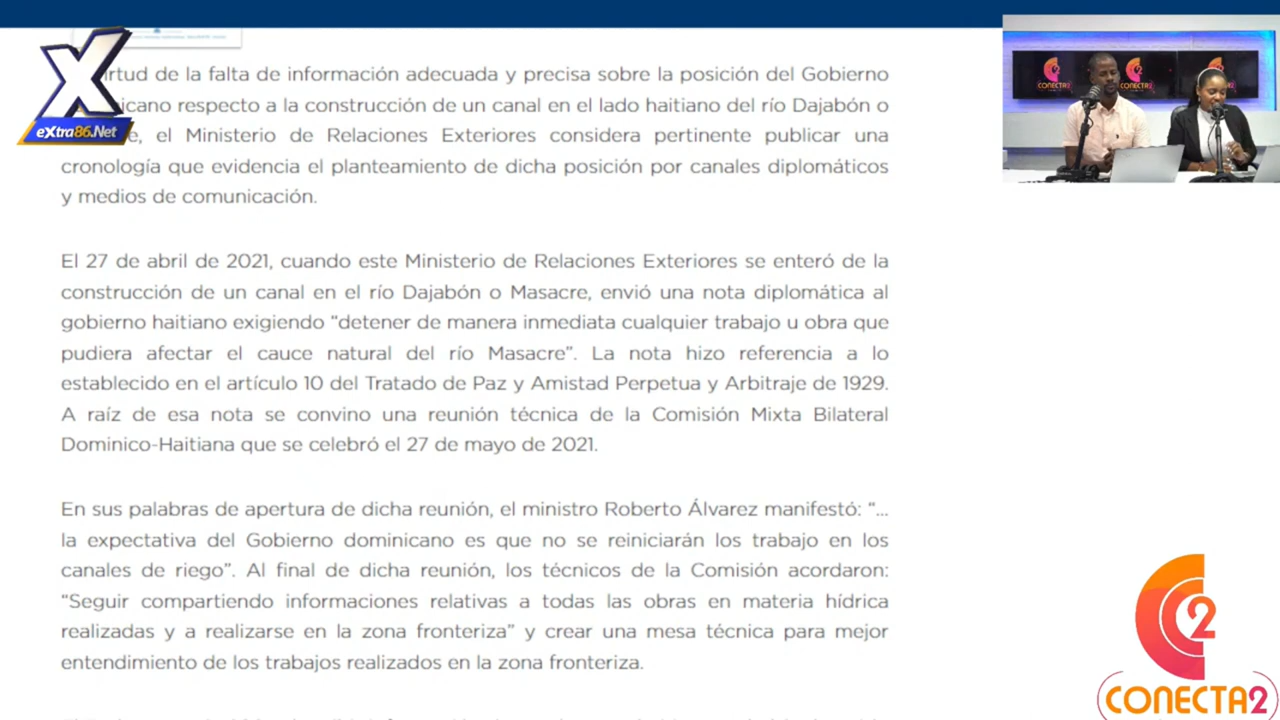 X
eXtra86.Net
CONECTA2
CONECTA2
CONECTA2
rtud de la falta de información adecuada y precisa sobre la posición del Gobierno
icano respecto a la construcción de un canal en el lado haitiano del río Dajabón o
e, el Ministerio de Relaciones Exteriores considera pertinente publicar una
cronología que evidencia el planteamiento de dicha posición por canales diplomáticos
y medios de comunicación.
El 27 de abril de 2021, cuando este Ministerio de Relaciones Exteriores se enteró de la
construcción de un canal en el río Dajabón o Masacre, envió una nota diplomática al
gobierno haitiano exigiendo “detener de manera inmediata cualquier trabajo u obra que
pudiera afectar el cauce natural del río Masacre”. La nota hizo referencia a lo
establecido en el artículo 10 del Tratado de Paz y Amistad Perpetua y Arbitraje de 1929.
A raíz de esa nota se convino una reunión técnica de la Comisión Mixta Bilateral
Dominico-Haitiana que se celebró el 27 de mayo de 2021.
En sus palabras de apertura de dicha reunión, el ministro Roberto Álvarez manifestó: “...
la expectativa del Gobierno dominicano es que no se reiniciarán los trabajo en los
canales de riego”. Al final de dicha reunión, los técnicos de la Comisión acordaron:
“Seguir compartiendo informaciones relativas a todas las obras en materia hídrica
realizadas y a realizarse en la zona fronteriza” y crear una mesa técnica para mejor
entendimiento de los trabajos realizados en la zona fronteriza.
2
CONECTA2